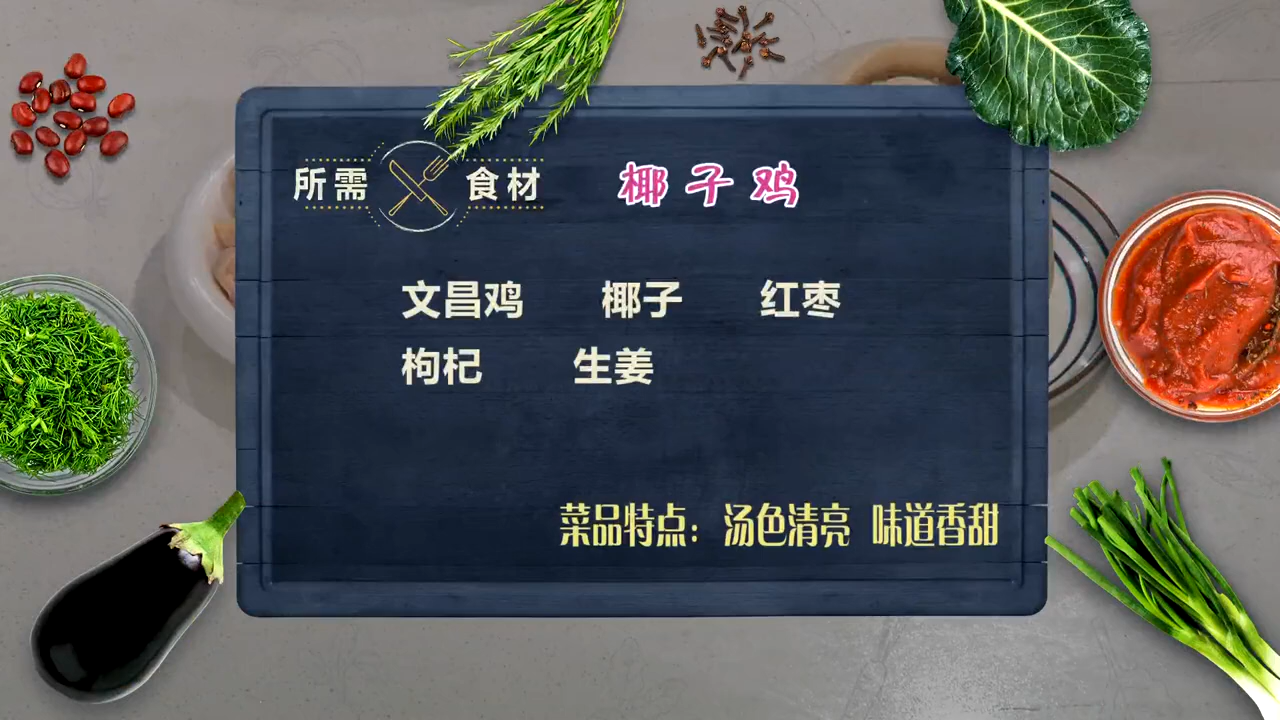 所需 食材 椰子鸡
文昌鸡 椰子 红枣
枸杞 生姜
菜品特点：汤色清亮 味道香甜